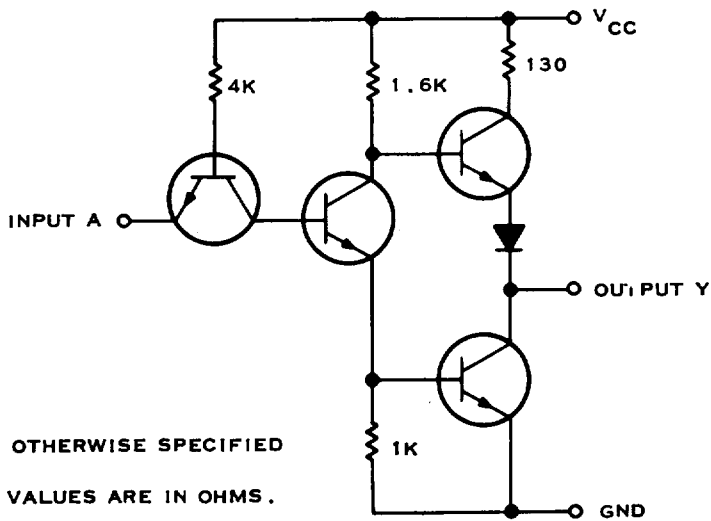 V CC
130
4K
1.6K
INPUT A
OUTPUT Y
OTHERWISE SPECIFIED
1K
VALUES ARE IN OHMS.
GND